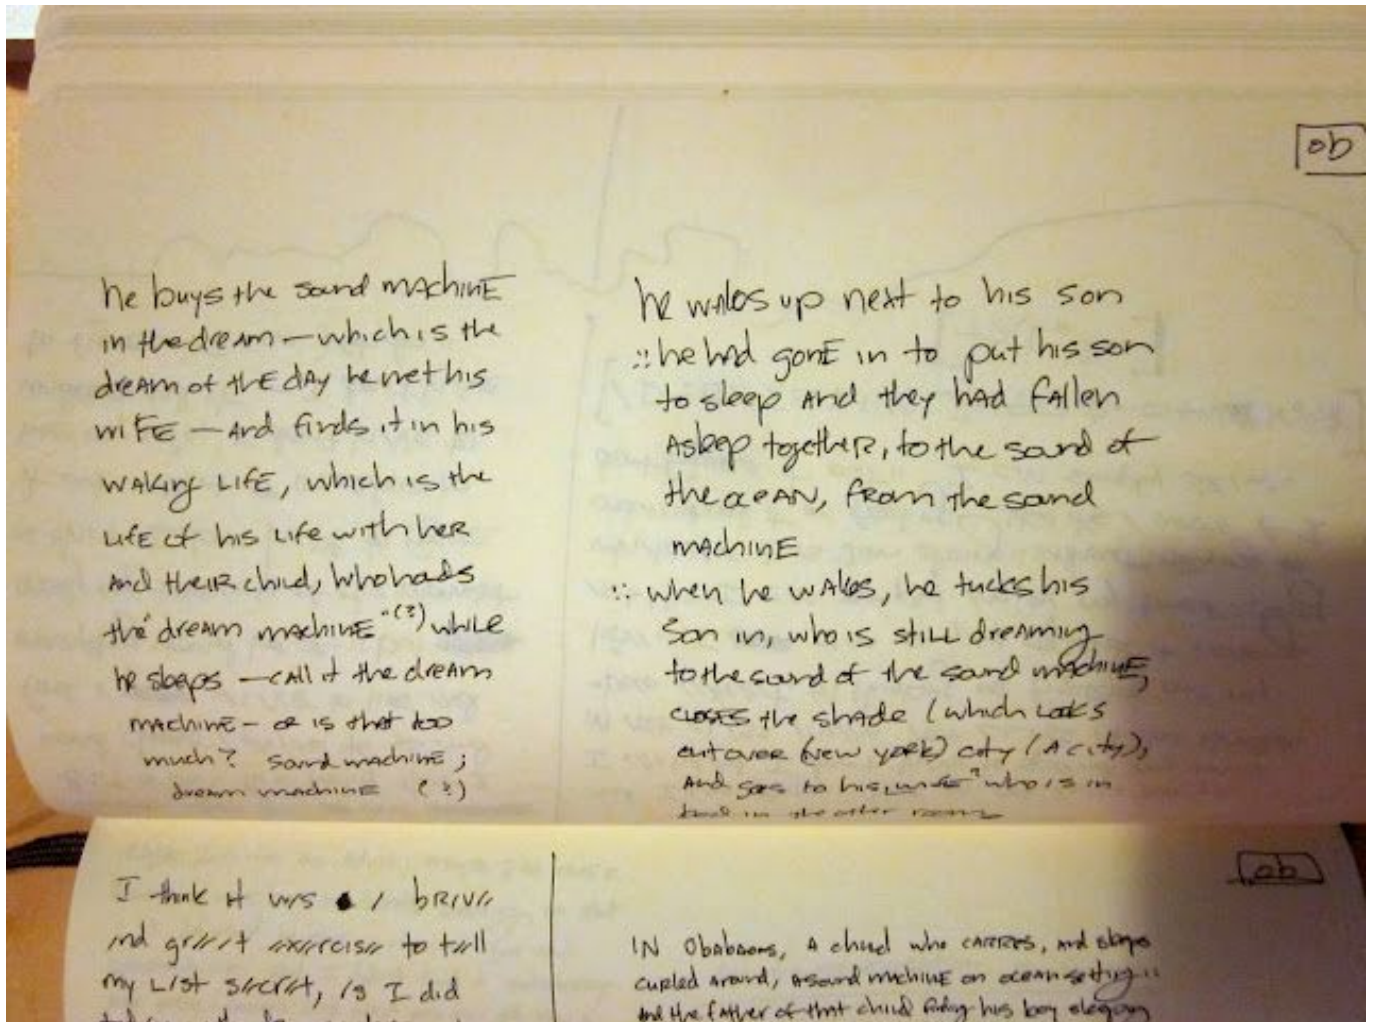 ob
he buys the sound machine
in the dream — which is the
dream of the day he met his
wife — and finds it in his
waking life, which is the
life of his life with her
and their child, who holds
the "dream machine" (?) while
he sleeps — call it the dream
machine — or is that too
much? sound machine;
dream machine (?)
he wakes up next to his son
:: he had gone in to put his son
to sleep and they had fallen
asleep together, to the sound of
the ocean, from the sound
machine
:: when he wakes, he tucks his
son in, who is still dreaming
to the sound of the sound machine,
closes the shade (which looks
out over (New York) city (A city),
and goes to his wife? who is in
bed in the other room
ob
I think it was a
and to tell
my, I did
IN, A child who carries, and sleeps
curled around, a sound machine on ocean setting ::
and the father of that child his boy sleeping